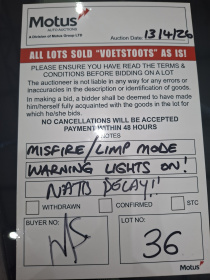 Motus
AUTO AUCTIONS
A Division of Motus Group LTD
Auction Date: 13/4/26
ALL LOTS SOLD "VOETSTOOTS" AS IS!
PLEASE ENSURE YOU HAVE READ THE TERMS &
CONDITIONS BEFORE BIDDING ON A LOT
The auctioneer is not liable in any way for any errors or
inaccuracies in the description or identification of goods.
In making a bid, a bidder shall be deemed to have made
him/herself fully acquainted with the goods in the lot for
which he/she is bidding.
NO CANCELLATIONS WILL BE ACCEPTED
PAYMENT WITHIN 48 HOURS
NOTES
MISFIRE/LIMP MODE
WARNING LIGHTS ON!
NATIS DELAY!!
WITHDRAWN CONFIRMED STC
BUYER NO: LOT NO:
NS 36
Motus